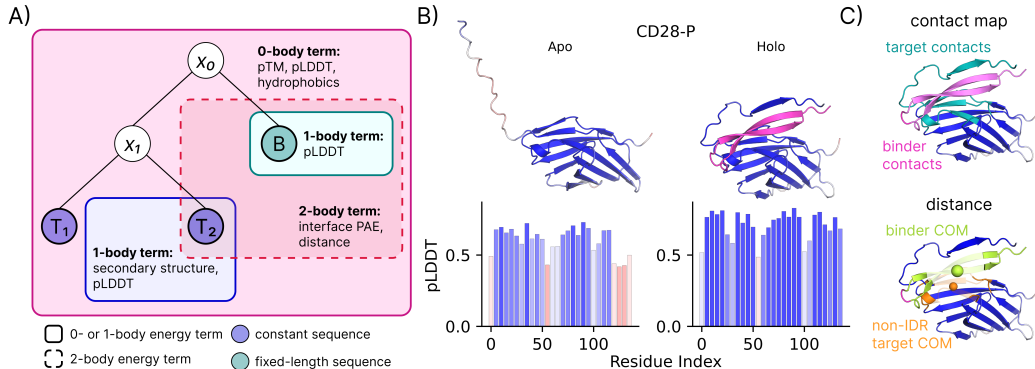 A)
x0
0-body term:
pTM, pLDDT,
hydrophobics
x1
B
1-body term:
pLDDT
T1
T2
2-body term:
interface PAE,
distance
1-body term:
secondary structure,
pLDDT
0- or 1-body energy term
2-body energy term
constant sequence
fixed-length sequence
B)
CD28-P
Apo
Holo
pLDDT
0.5
0.0
0
50
100
0.5
0.0
0
50
100
Residue Index
C)
contact map
target contacts
binder
contacts
distance
binder COM
non-IDR
target COM